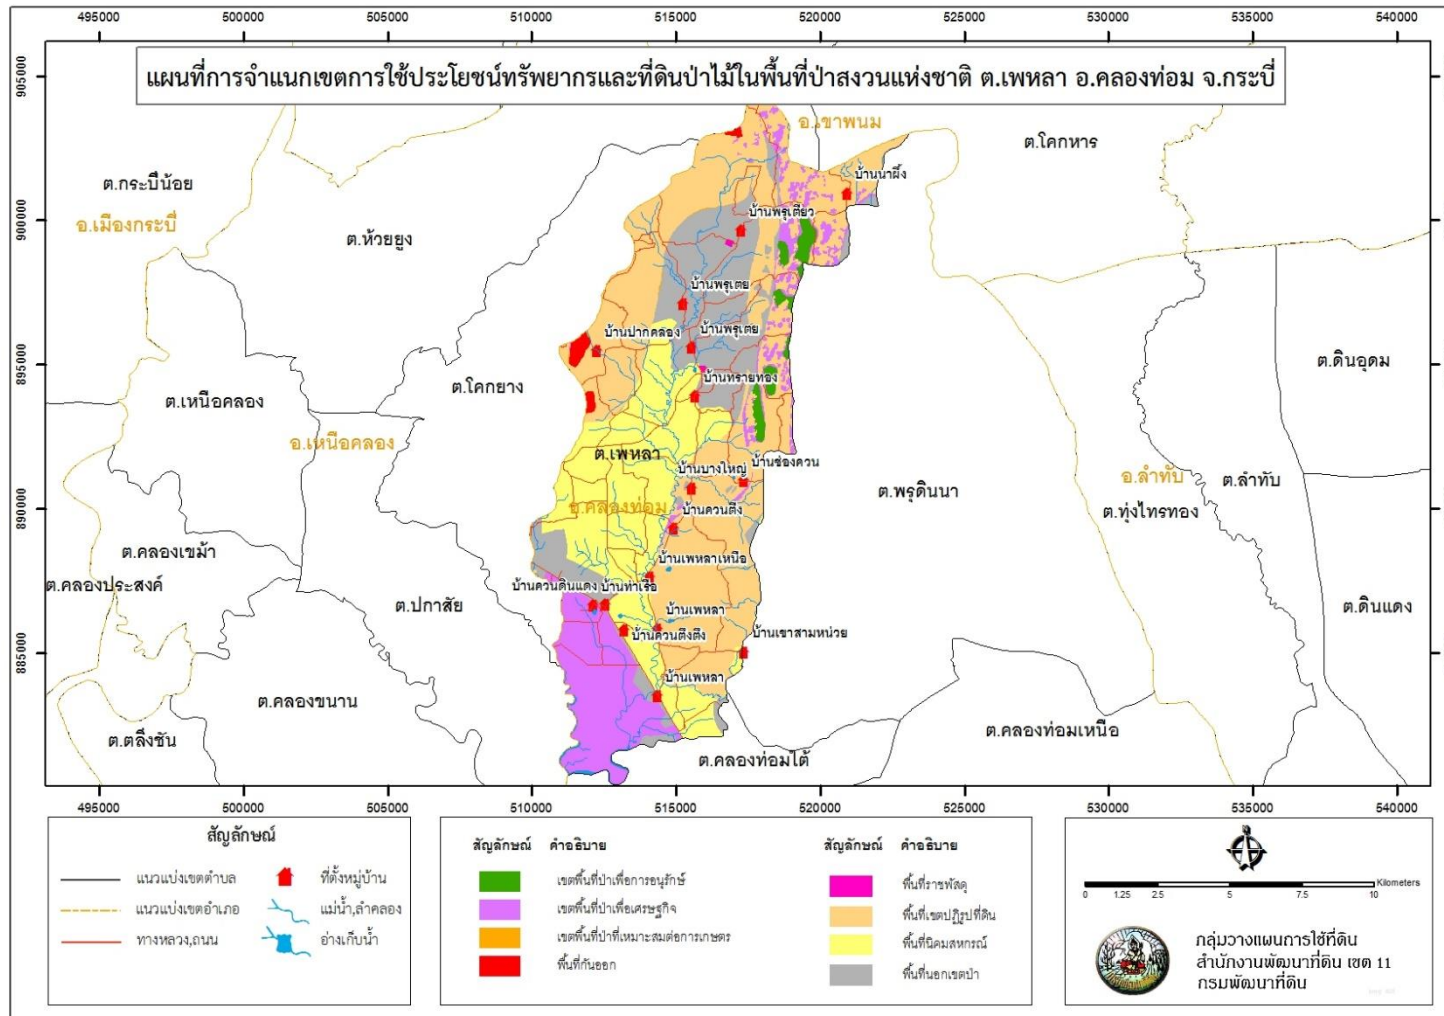 495000 500000 505000 510000 515000 520000 525000 530000 535000 540000
แผนที่การจำแนกเขตการใช้ประโยชน์ทรัพยากรและที่ดินป่าไม้ในพื้นที่ป่าสงวนแห่งชาติ ต.เพหลา อ.คลองท่อม จ.กระบี่
905000
อ.เขาพนม
ต.โคกหาร
ต.กระบี่น้อย
บ้านนาผึ้ง
900000
อ.เมืองกระบี่
บ้านพรุเตียว
ต.ห้วยยูง
บ้านพรุเตย
บ้านปากคลอง
บ้านพรุเตย
895000
ต.ดินอุดม
บ้านทรายทอง
ต.โคกยาง
ต.เหนือคลอง
อ.เหนือคลอง
ต.เพหลา
บ้านช่องควน
บ้านบางใหญ่
อ.ลำทับ
ต.ลำทับ
ต.พรุดินนา
890000
อ.คลองท่อม
บ้านควนตึง
ต.ทุ่งไทรทอง
ต.คลองเขม้า
บ้านเพหลาเหนือ
ต.คลองประสงค์
บ้านควนดินแดง
บ้านท่าเรือ
ต.ปกาสัย
บ้านเพหลา
ต.ดินแดง
885000
บ้านควนตึงตึง
บ้านเขาสามหน่วย
บ้านเพหลา
ต.คลองขนาน
ต.คลองท่อมเหนือ
ต.ตลิ่งชัน
ต.คลองท่อมใต้
495000 500000 505000 510000 515000 520000 525000 530000 535000 540000
สัญลักษณ์
แนวแบ่งเขตตำบล
ที่ตั้งหมู่บ้าน
แนวแบ่งเขตอำเภอ
แม่น้ำ,ลำคลอง
ทางหลวง,ถนน
อ่างเก็บน้ำ
สัญลักษณ์ คำอธิบาย
เขตพื้นที่ป่าเพื่อการอนุรักษ์
เขตพื้นที่ป่าเพื่อเศรษฐกิจ
เขตพื้นที่ป่าที่เหมาะสมต่อการเกษตร
พื้นที่กันออก
สัญลักษณ์ คำอธิบาย
พื้นที่ราชพัสดุ
พื้นที่เขตปฏิรูปที่ดิน
พื้นที่นิคมสหกรณ์
พื้นที่นอกเขตป่า
Kilometers
0 1.25 2.5 5 7.5 10
กลุ่มวางแผนการใช้ที่ดิน
สำนักงานพัฒนาที่ดิน เขต 11
กรมพัฒนาที่ดิน